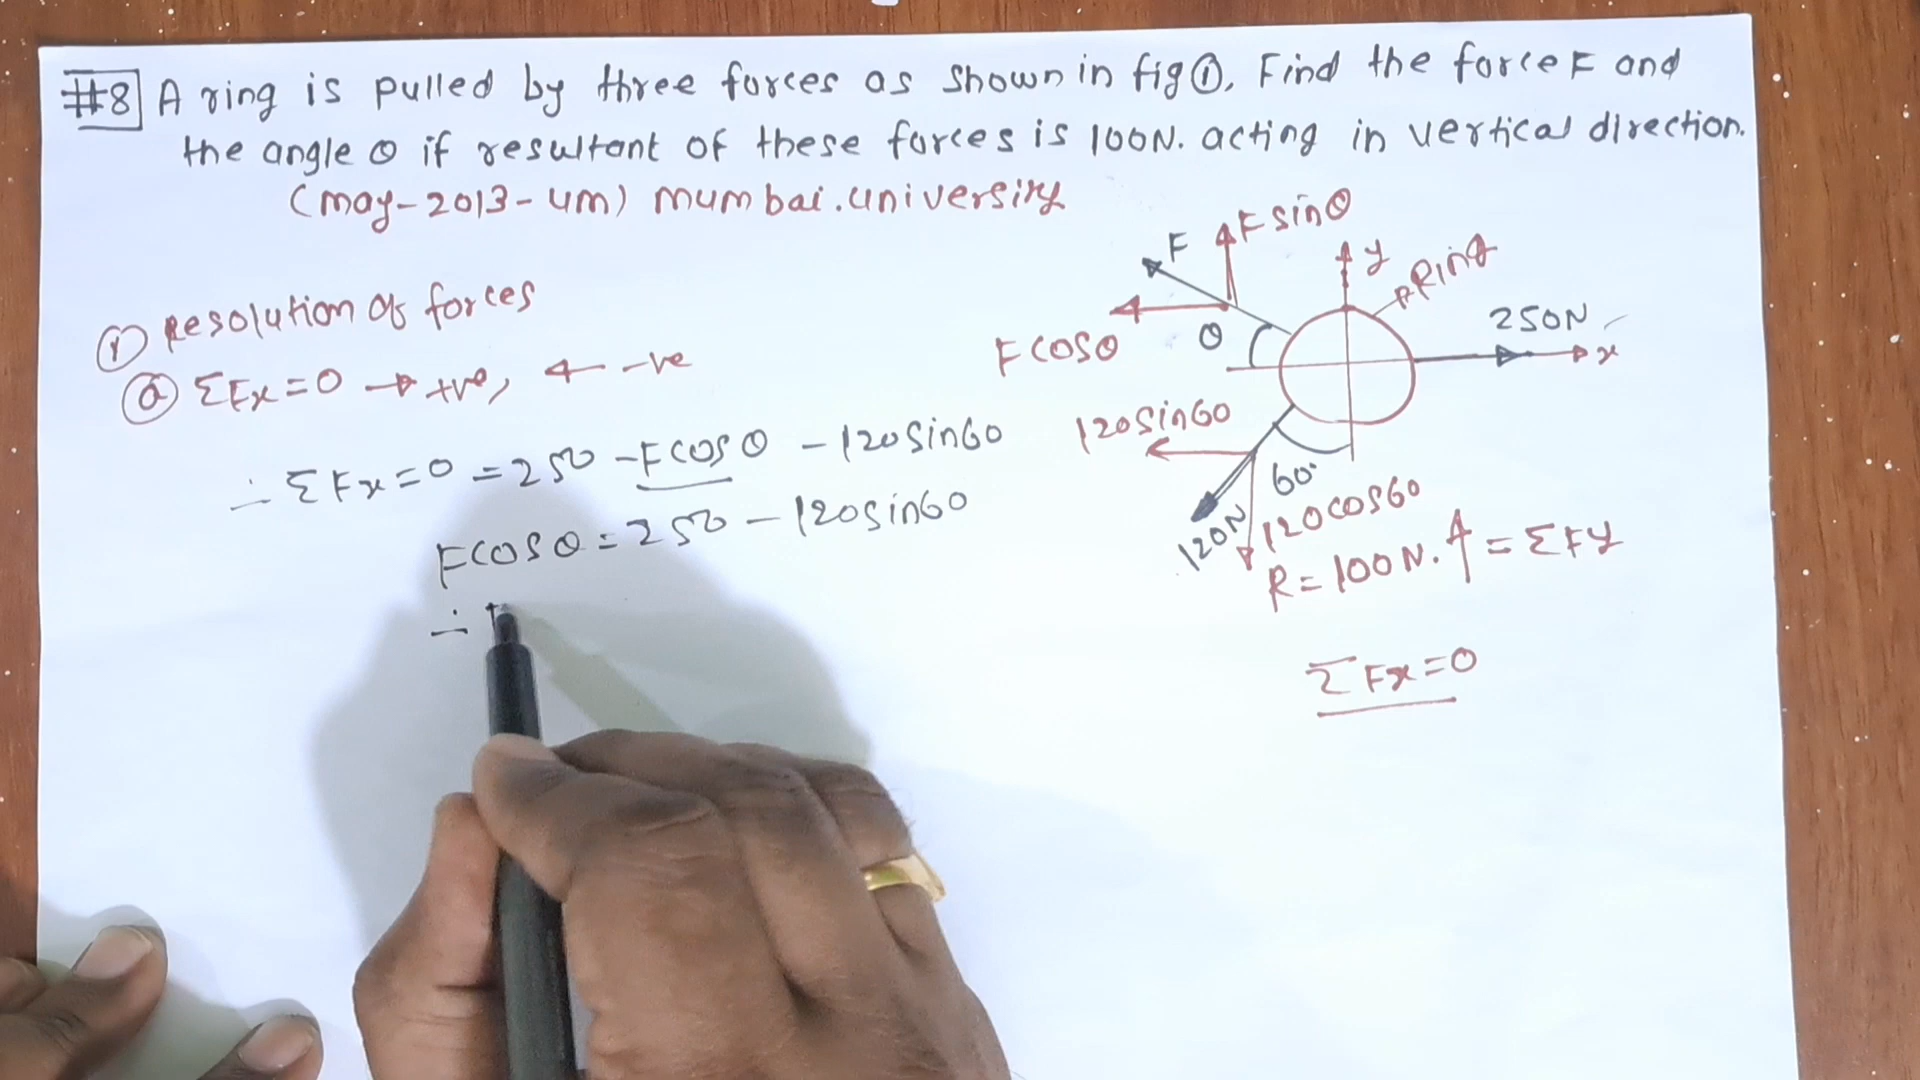 #8 A ring is pulled by three forces as shown in fig ①, Find the force F and
the angle θ if resultant of these forces is 100N. acting in vertical direction.
(may-2013-um) mumbai.university
① Resolution of forces
ⓐ ΣFx=0 → +ve, ← -ve
∴ ΣFx=0 = 250 -Fcosθ - 120sin60
Fcosθ = 250 - 120sin60
∴
F
Fsinθ
y
Ring
Fcosθ
θ
250N
x
120sin60
60°
120N
120cos60
R = 100N. ↑ = ΣFy
ΣFx=0